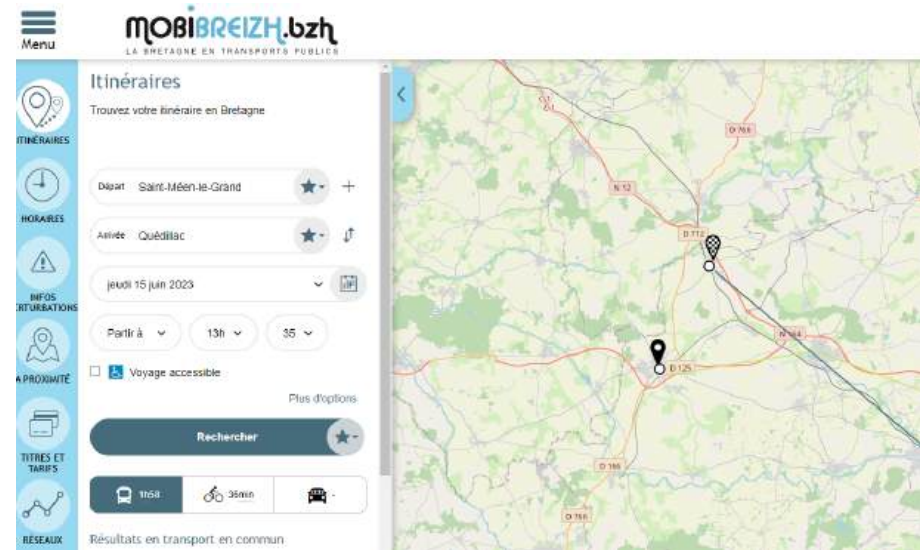 MOBIBREIZH.bzh
LA BRETAGNE EN TRANSPORTS PUBLICS
Menu
ITINÉRAIRES
HORAIRES
INFOS
A PROXIMITÉ
TITRES ET
TARIFS
RÉSEAUX
Itinéraires
Trouvez votre itinéraire en Bretagne
Départ Saint-Méen-le-Grand
Arrivée Quédillac
jeudi 15 juin 2023
Partir à 13h 35
Voyage accessible
Plus d'options
Rechercher
1h58 36min -
Résultats en transport en commun
D 766
N 12
D 712
N 164
D 125
D 166
D 766